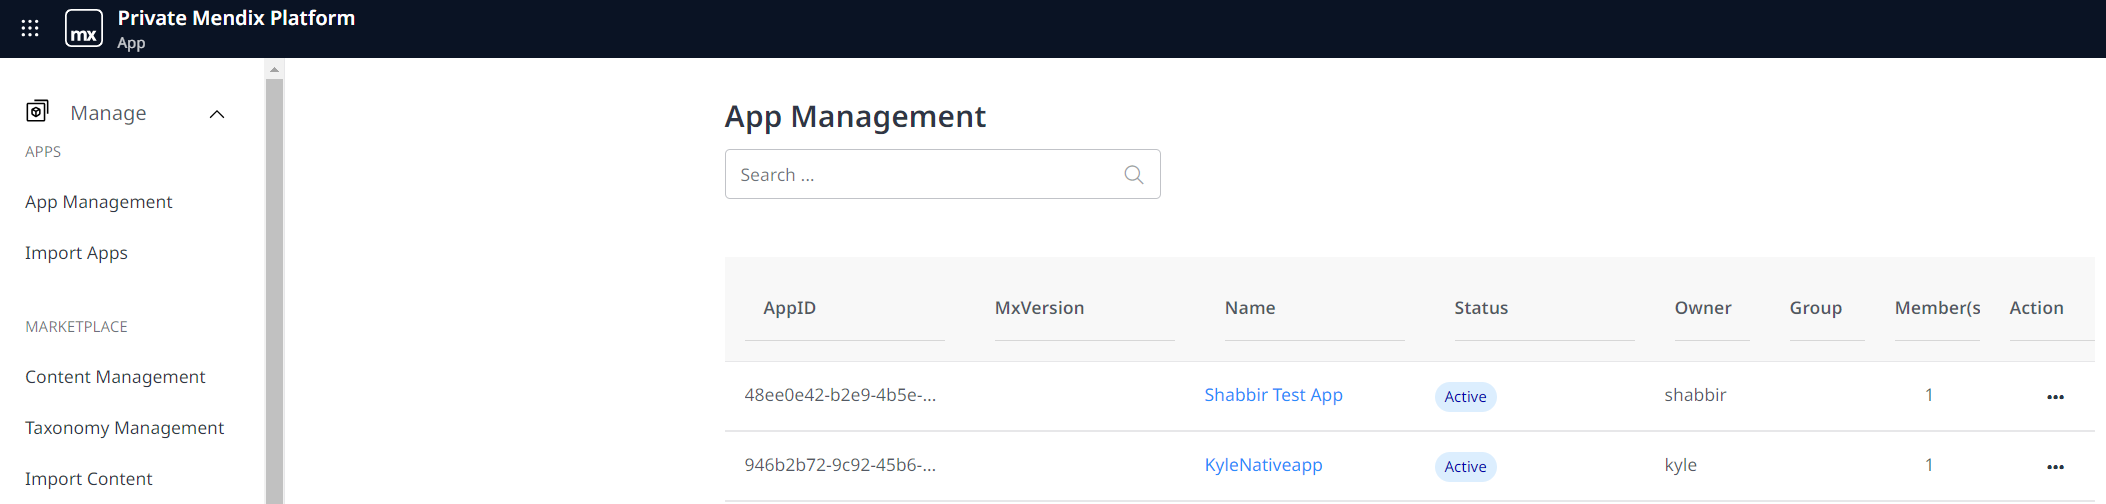 mx
Private Mendix Platform
App
Manage
APPS
App Management
Import Apps
MARKETPLACE
Content Management
Taxonomy Management
Import Content
App Management
Search ...
AppID MxVersion Name Status Owner Group Member(s Action
48ee0e42-b2e9-4b5e-... Shabbir Test App Active shabbir 1 ...
946b2b72-9c92-45b6-... KyleNativeapp Active kyle 1 ...